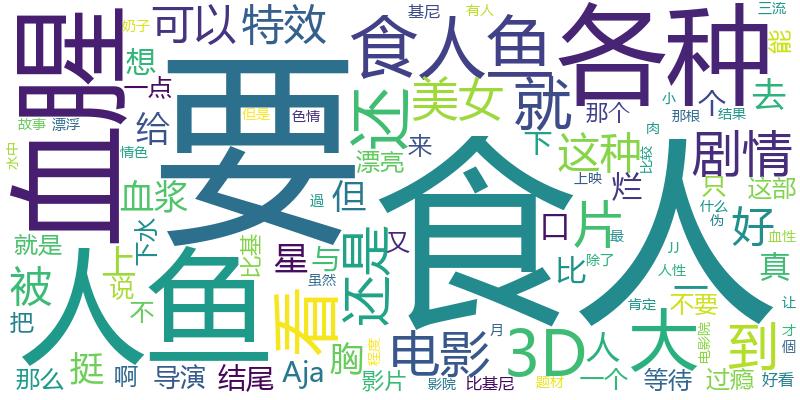 奶子 基尼 有人 三流
血腥 可以 特效 食人鱼 各种 能
想 要 还 美女 就 那个 个 去
一点 但是 色情 那根 小 结果
故事 漂浮 给 漂亮 来 下 这种 肉 比较 剧情
水中 情色 血浆 過 但 食人 上映 烂 只 这部
下水 口 片 什么 伪 好
就是 人鱼 比基 星 与 还是 又 最 JJ 血性
被 上 说 看 比 除了 人性 一 真
把 不 大 到 肯定 不要 让
挺 胸 电影 月 3D 人 电影院 才 個
那么 啊 导演 结尾 Aja 程度 影片 影院 比基尼 题材 一个 等待 过瘾 好看
虽然